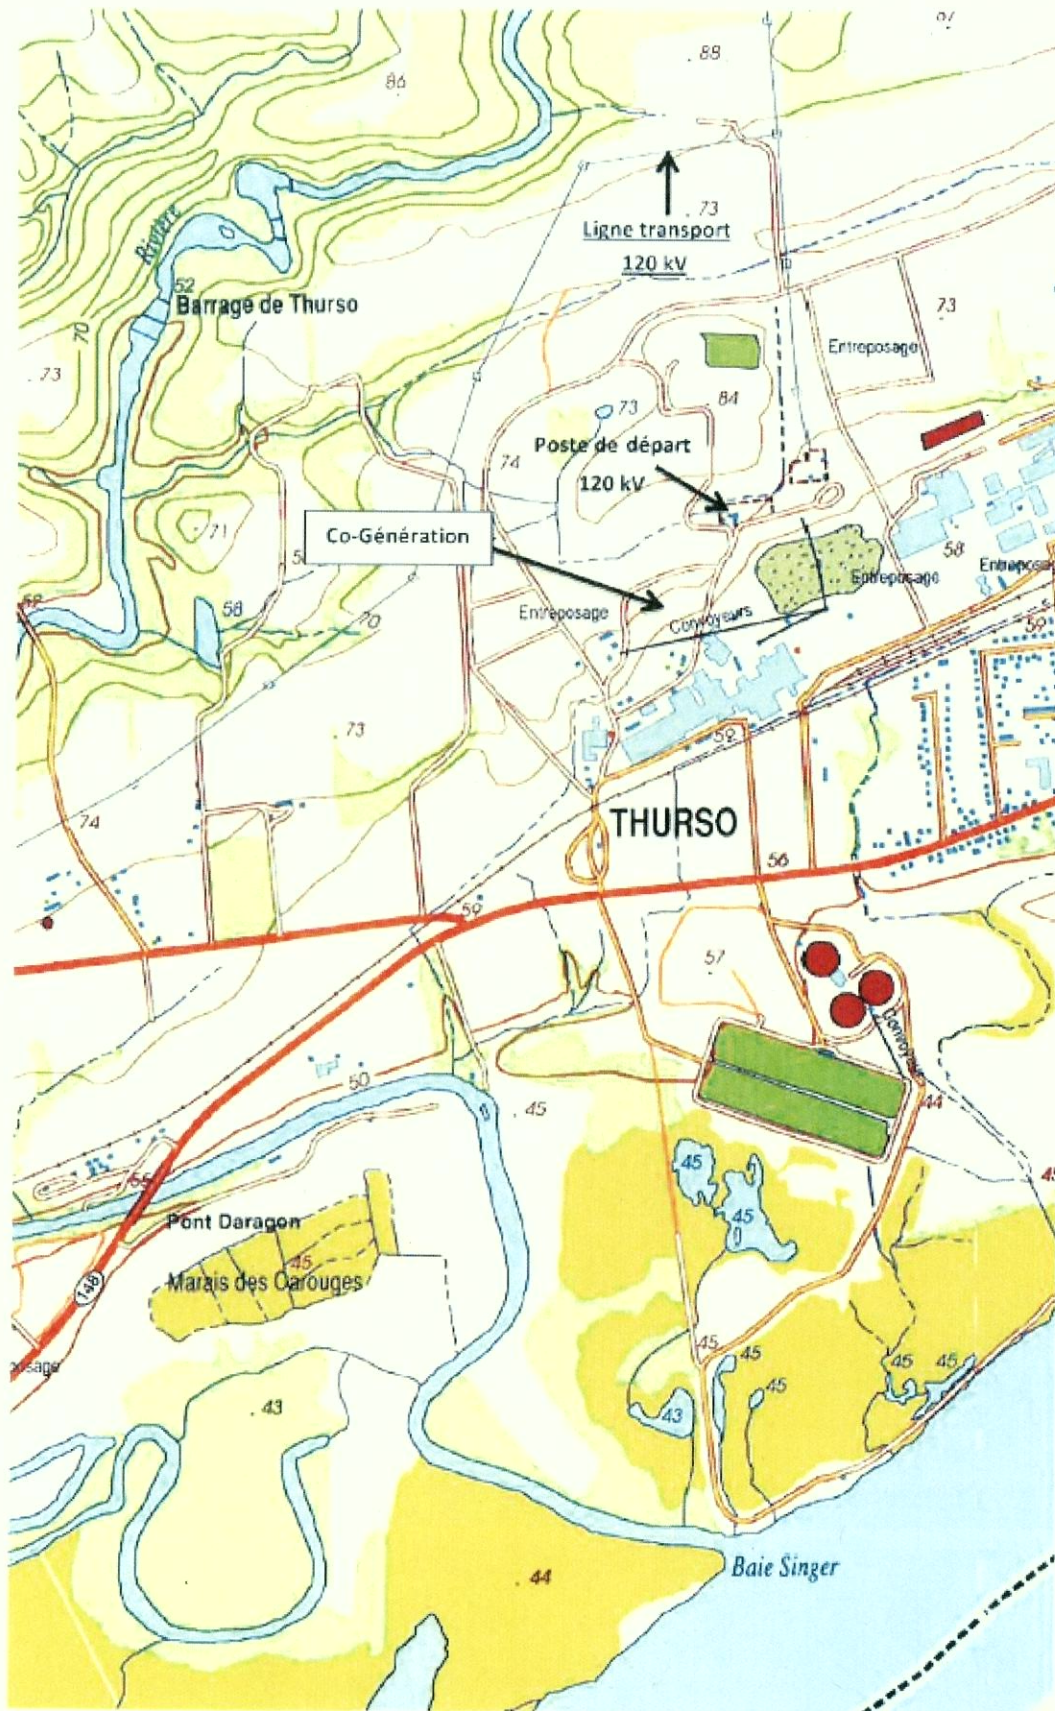 67
88
86
73
Ligne transport
120 kV
Rivière
52
Barrage de Thurso
70
73
Entreposage
73
84
73
Poste de départ
120 kV
74
Co-Génération
71
58
Entreposage
Entreposage
58
70
Entreposage
Convoyeurs
59
73
59
74
THURSO
56
59
57
Convoyeur
50
45
44
45
45
55
Pont Daragon
45
Marais des Carouges
148
45
45
45
45
45
43
43
Baie Singer
44